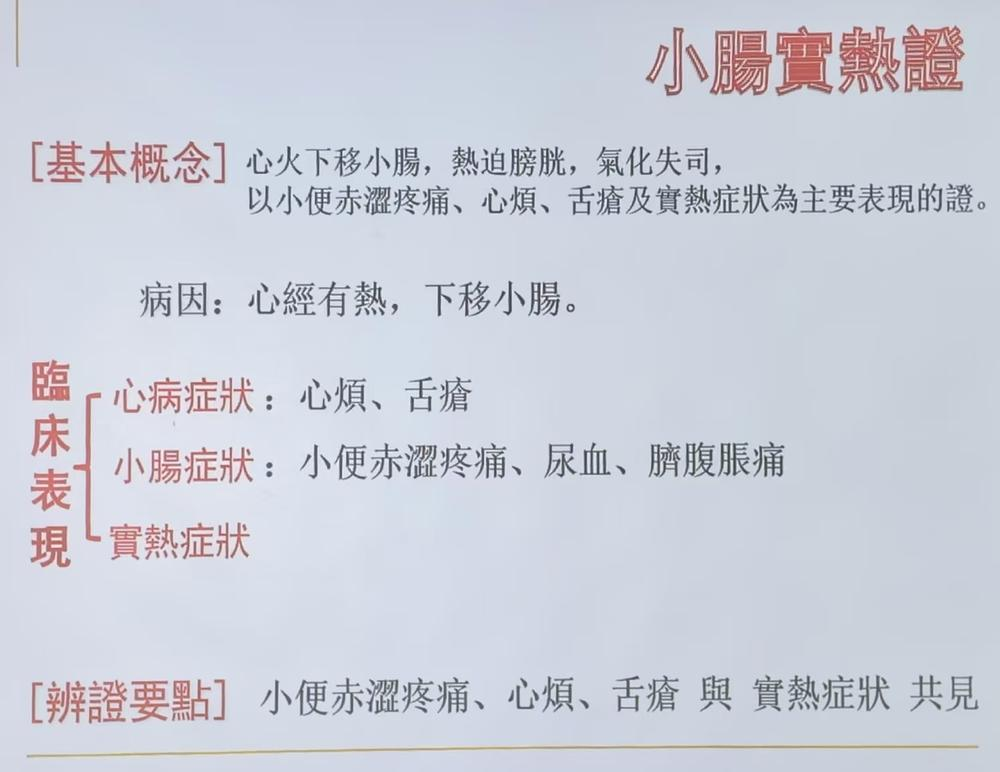 小腸實熱證
[基本概念] 心火下移小腸，熱迫膀胱，氣化失司，
以小便赤澀疼痛、心煩、舌瘡及實熱症狀為主要表現的證。
病因：心經有熱，下移小腸。
臨床表現
心病症狀：心煩、舌瘡
小腸症狀：小便赤澀疼痛、尿血、臍腹脹痛
實熱症狀
[辨證要點] 小便赤澀疼痛、心煩、舌瘡 與 實熱症狀 共見